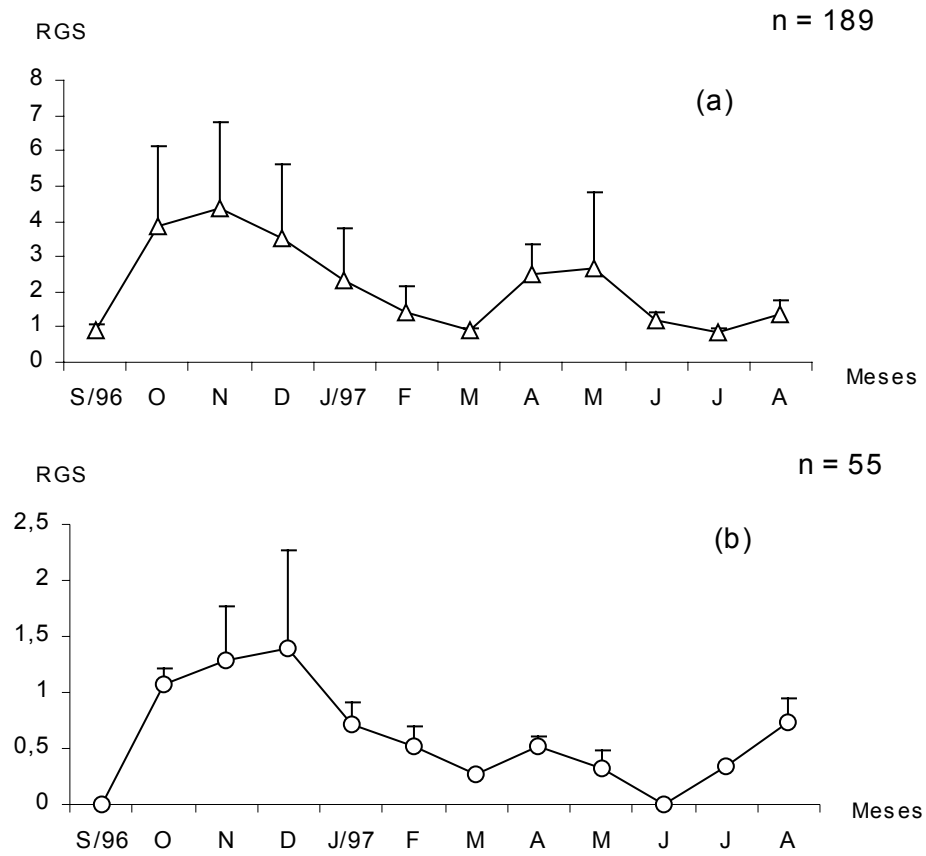 n = 189
RGS
(a)
8
7
6
5
4
3
2
1
0
S/96 O N D J/97 F M A M J J A
Meses
n = 55
RGS
(b)
2,5
2
1,5
1
0,5
0
S/96 O N D J/97 F M A M J J A
Meses